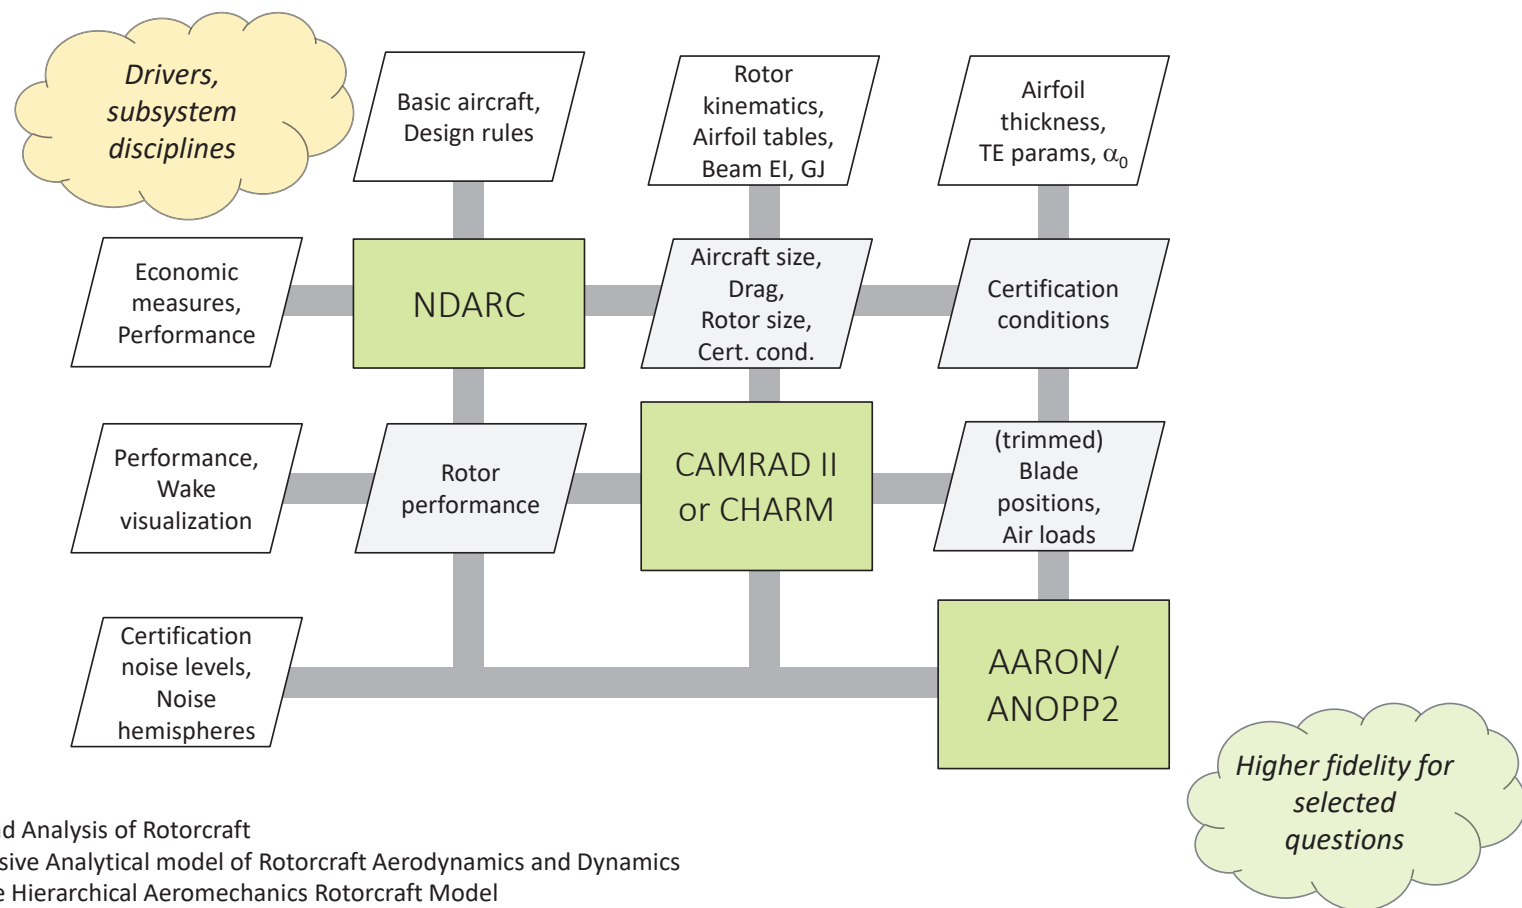 Drivers,
subsystem
disciplines
Basic aircraft,
Design rules
Rotor
kinematics,
Airfoil tables,
Beam EI, GJ
Airfoil
thickness,
TE params, α₀
Economic
measures,
Performance
NDARC
Aircraft size,
Drag,
Rotor size,
Cert. cond.
Certification
conditions
Performance,
Wake
visualization
Rotor
performance
CAMRAD II
or CHARM
(trimmed)
Blade
positions,
Air loads
Certification
noise levels,
Noise
hemispheres
AARON/
ANOPP2
Higher fidelity for
selected
questions
Analysis of Rotorcraft
Analytical model of Rotorcraft Aerodynamics and Dynamics
Hierarchical Aeromechanics Rotorcraft Model